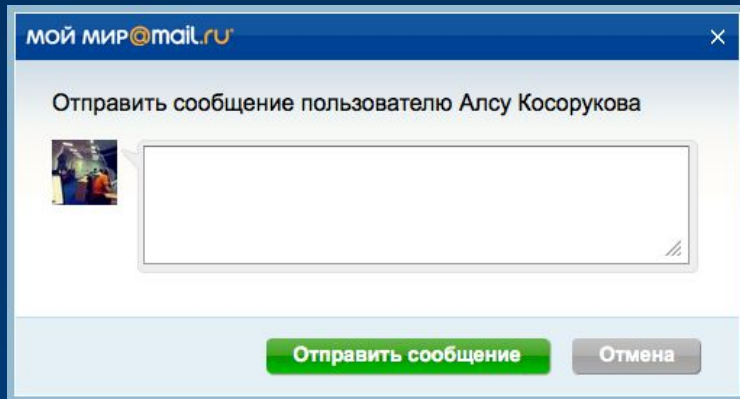 мой мир@mail.ru
Отправить сообщение пользователю Алсу Косорукова
Отправить сообщение
Отмена